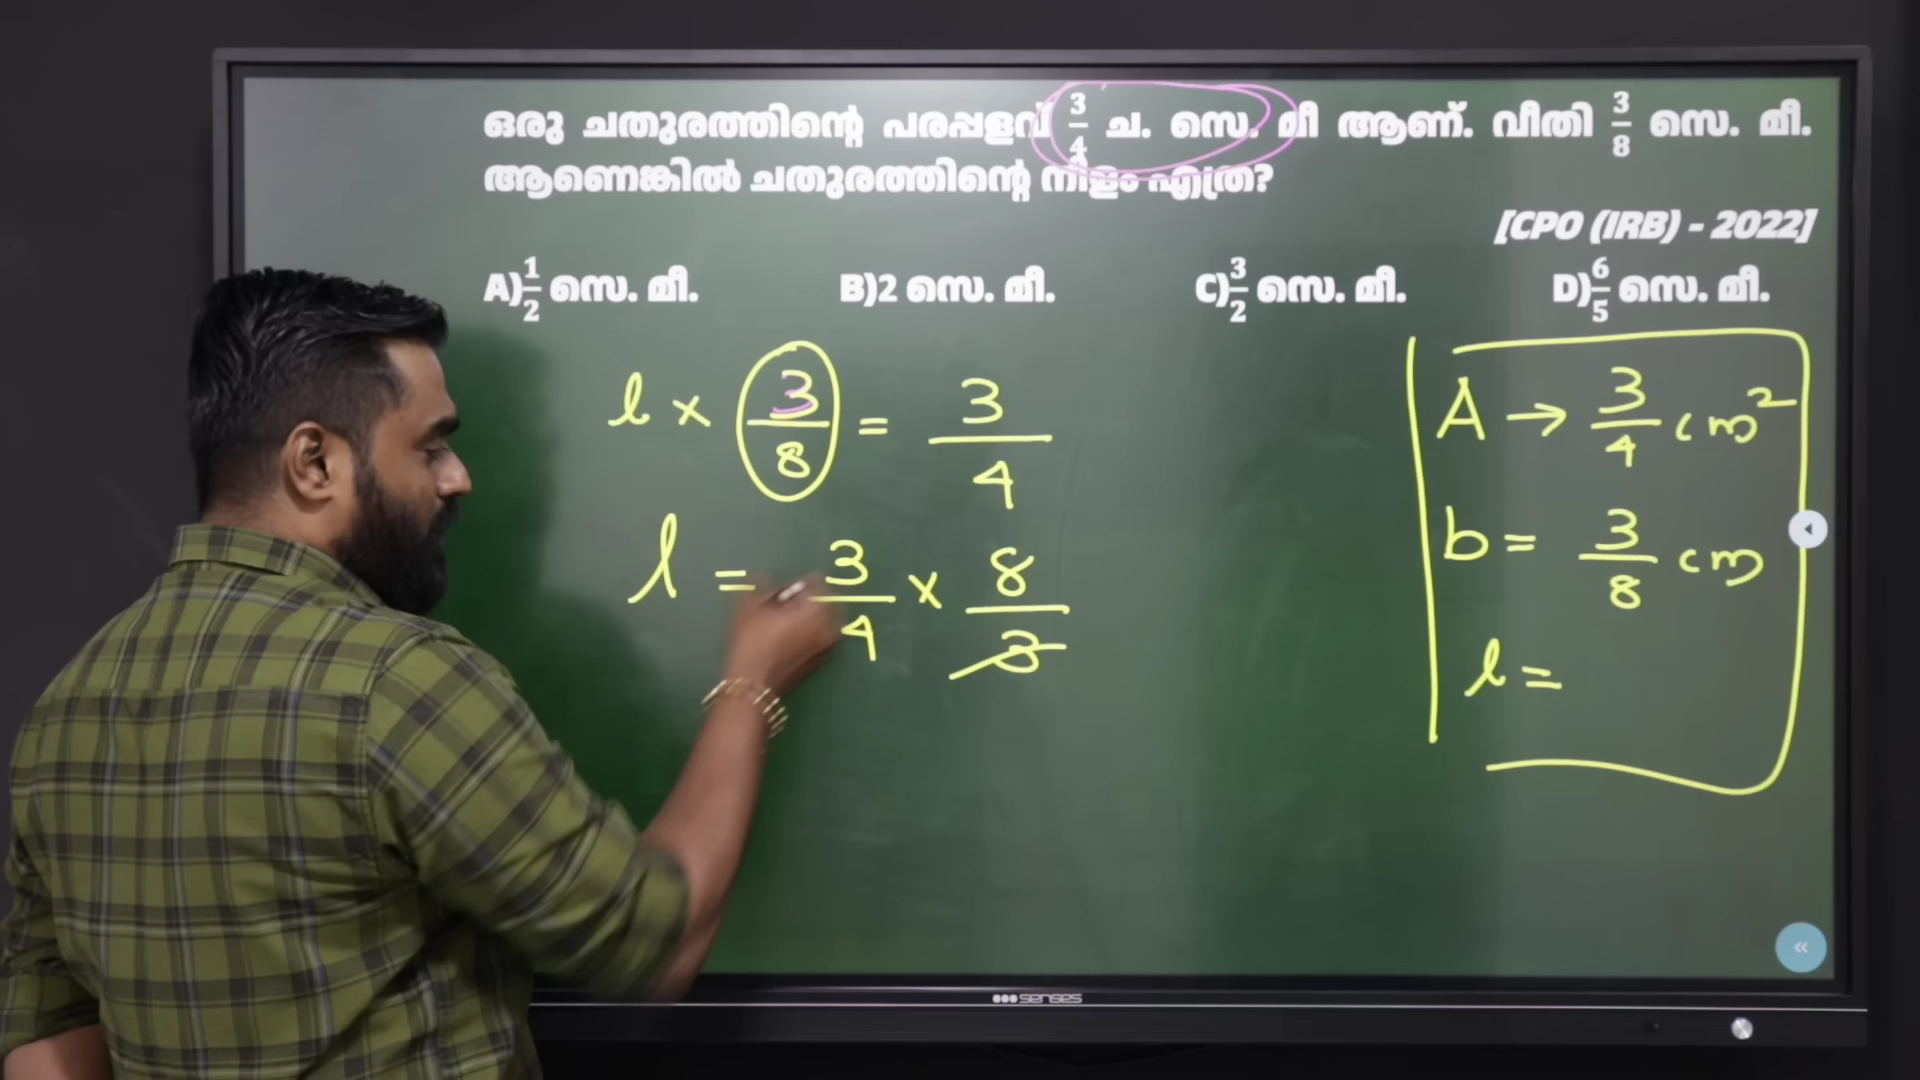 ഒരു ചതുരത്തിന്റെ പരപ്പളവ് 3/4 ച. സെ. മീ ആണ്. വീതി 3/8 സെ. മീ.
ആണെങ്കിൽ ചതുരത്തിന്റെ നീളം എത്ര?
[CPO (IRB) - 2022]
A) 1/2 സെ. മീ. B) 2 സെ. മീ. C) 3/2 സെ. മീ. D) 6/5 സെ. മീ.
l × 3/8 = 3/4
l = 3/4 × 8/3
A → 3/4 cm²
b = 3/8 cm
l =
senses